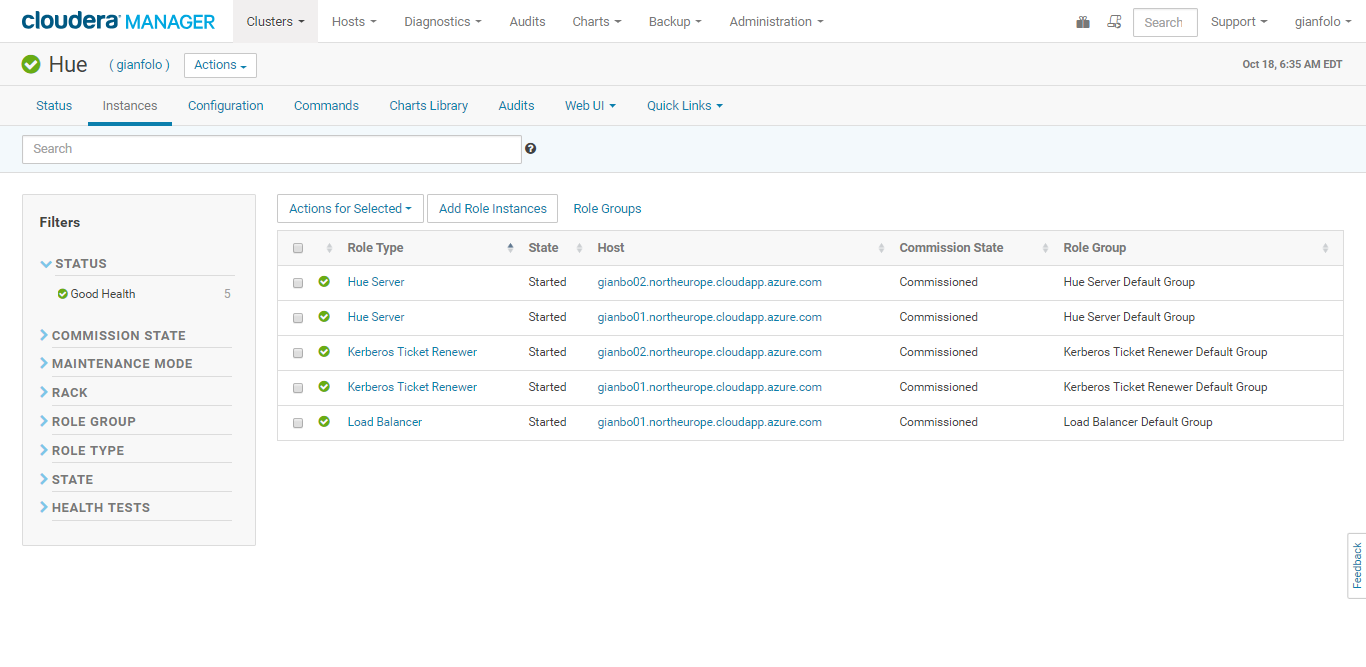 cloudera MANAGER Clusters Hosts Diagnostics Audits Charts Backup Administration Search Support gianfolo
Hue ( gianfolo ) Actions Oct 18, 6:35 AM EDT
Status Instances Configuration Commands Charts Library Audits Web UI Quick Links
Search ?
Filters
STATUS
Good Health 5
COMMISSION STATE
MAINTENANCE MODE
RACK
ROLE GROUP
ROLE TYPE
STATE
HEALTH TESTS
Actions for Selected Add Role Instances Role Groups
Role Type State Host Commission State Role Group
Hue Server Started gianbo02.northeurope.cloudapp.azure.com Commissioned Hue Server Default Group
Hue Server Started gianbo01.northeurope.cloudapp.azure.com Commissioned Hue Server Default Group
Kerberos Ticket Renewer Started gianbo02.northeurope.cloudapp.azure.com Commissioned Kerberos Ticket Renewer Default Group
Kerberos Ticket Renewer Started gianbo01.northeurope.cloudapp.azure.com Commissioned Kerberos Ticket Renewer Default Group
Load Balancer Started gianbo01.northeurope.cloudapp.azure.com Commissioned Load Balancer Default Group
Feedback